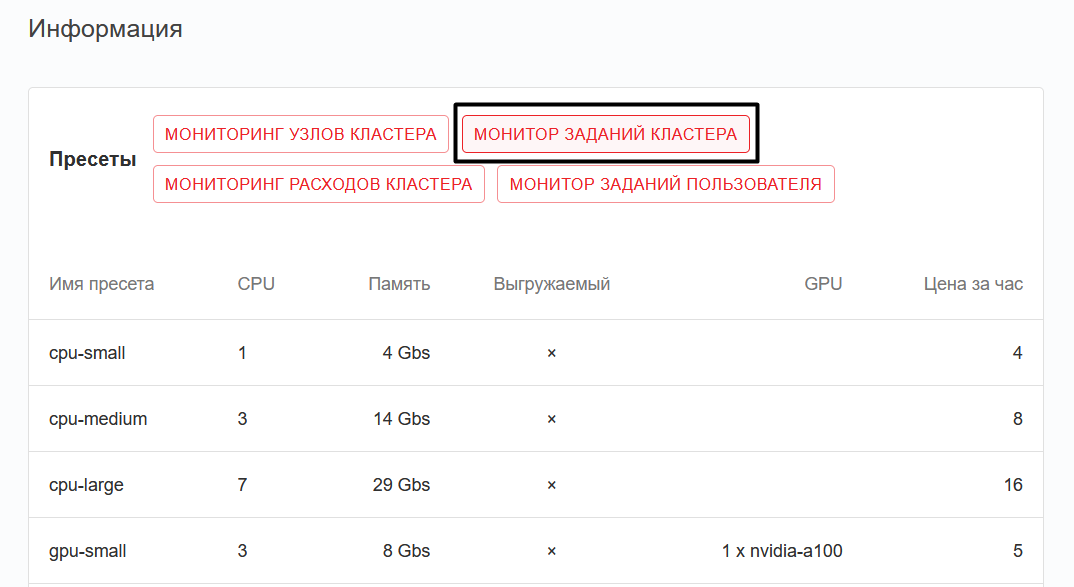 Информация
МОНИТОРИНГ УЗЛОВ КЛАСТЕРА МОНИТОР ЗАДАНИЙ КЛАСТЕРА
Пресеты
МОНИТОРИНГ РАСХОДОВ КЛАСТЕРА МОНИТОР ЗАДАНИЙ ПОЛЬЗОВАТЕЛЯ
Имя пресета CPU Память Выгружаемый GPU Цена за час
cpu-small 1 4 Gbs × 4
cpu-medium 3 14 Gbs × 8
cpu-large 7 29 Gbs × 16
gpu-small 3 8 Gbs × 1 x nvidia-a100 5